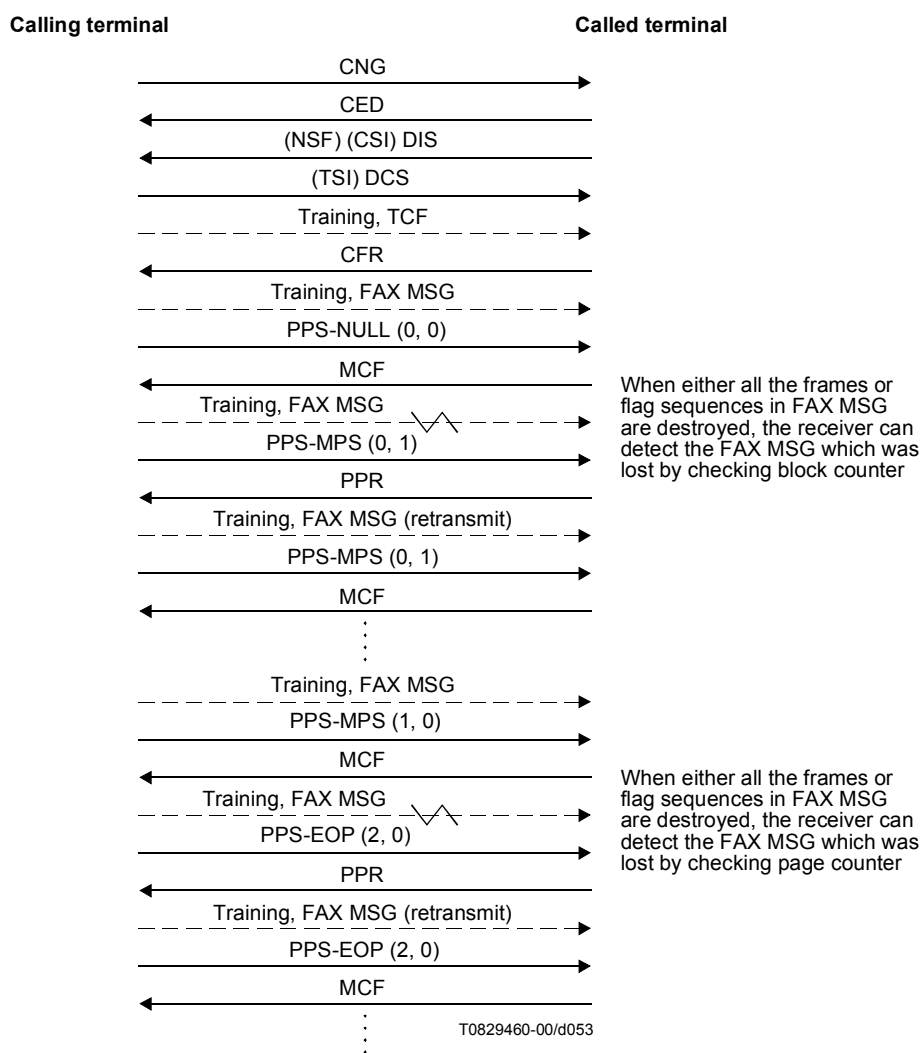 Calling terminal
Called terminal
CNG
CED
(NSF) (CSI) DIS
(TSI) DCS
Training, TCF
CFR
Training, FAX MSG
PPS-NULL (0, 0)
MCF
Training, FAX MSG
PPS-MPS (0, 1)
When either all the frames or
flag sequences in FAX MSG
are destroyed, the receiver can
detect the FAX MSG which was
lost by checking block counter
PPR
Training, FAX MSG (retransmit)
PPS-MPS (0, 1)
MCF
Training, FAX MSG
PPS-MPS (1, 0)
MCF
Training, FAX MSG
PPS-EOP (2, 0)
When either all the frames or
flag sequences in FAX MSG
are destroyed, the receiver can
detect the FAX MSG which was
lost by checking page counter
PPR
Training, FAX MSG (retransmit)
PPS-EOP (2, 0)
MCF
T0829460-00/d053